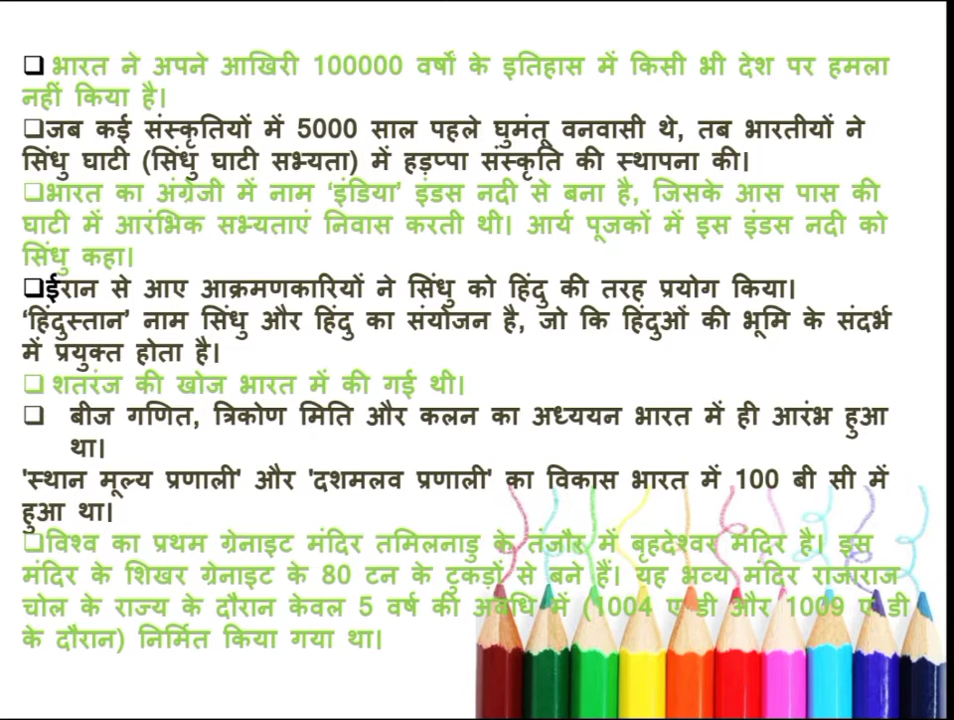 ❑ भारत ने अपने आखिरी 100000 वर्षों के इतिहास में किसी भी देश पर हमला
नहीं किया है।
❑जब कई संस्कृतियों में 5000 साल पहले घुमंतू वनवासी थे, तब भारतीयों ने
सिंधु घाटी (सिंधु घाटी सभ्यता) में हड़प्पा संस्कृति की स्थापना की।
❑भारत का अंग्रेजी में नाम ‘इंडिया’ इंडस नदी से बना है, जिसके आस पास की
घाटी में आरंभिक सभ्यताएं निवास करती थी। आर्य पूजकों में इस इंडस नदी को
सिंधु कहा।
❑ईरान से आए आक्रमणकारियों ने सिंधु को हिंदु की तरह प्रयोग किया।
‘हिंदुस्तान’ नाम सिंधु और हिंदु का संयोजन है, जो कि हिंदुओं की भूमि के संदर्भ
में प्रयुक्त होता है।
❑ शतरंज की खोज भारत में की गई थी।
❑ बीज गणित, त्रिकोण मिति और कलन का अध्ययन भारत में ही आरंभ हुआ
था।
'स्थान मूल्य प्रणाली' और 'दशमलव प्रणाली' का विकास भारत में 100 बी सी में
हुआ था।
❑विश्व का प्रथम ग्रेनाइट मंदिर तमिलनाडु के तंजौर में बृहदेश्वर मंदिर है। इस
मंदिर के शिखर ग्रेनाइट के 80 टन के टुकड़ों से बने हैं। यह भव्य मंदिर राजाराज
चोल के राज्य के दौरान केवल 5 वर्ष की अवधि में (1004 ए डी और 1009 ए डी
के दौरान) निर्मित किया गया था।